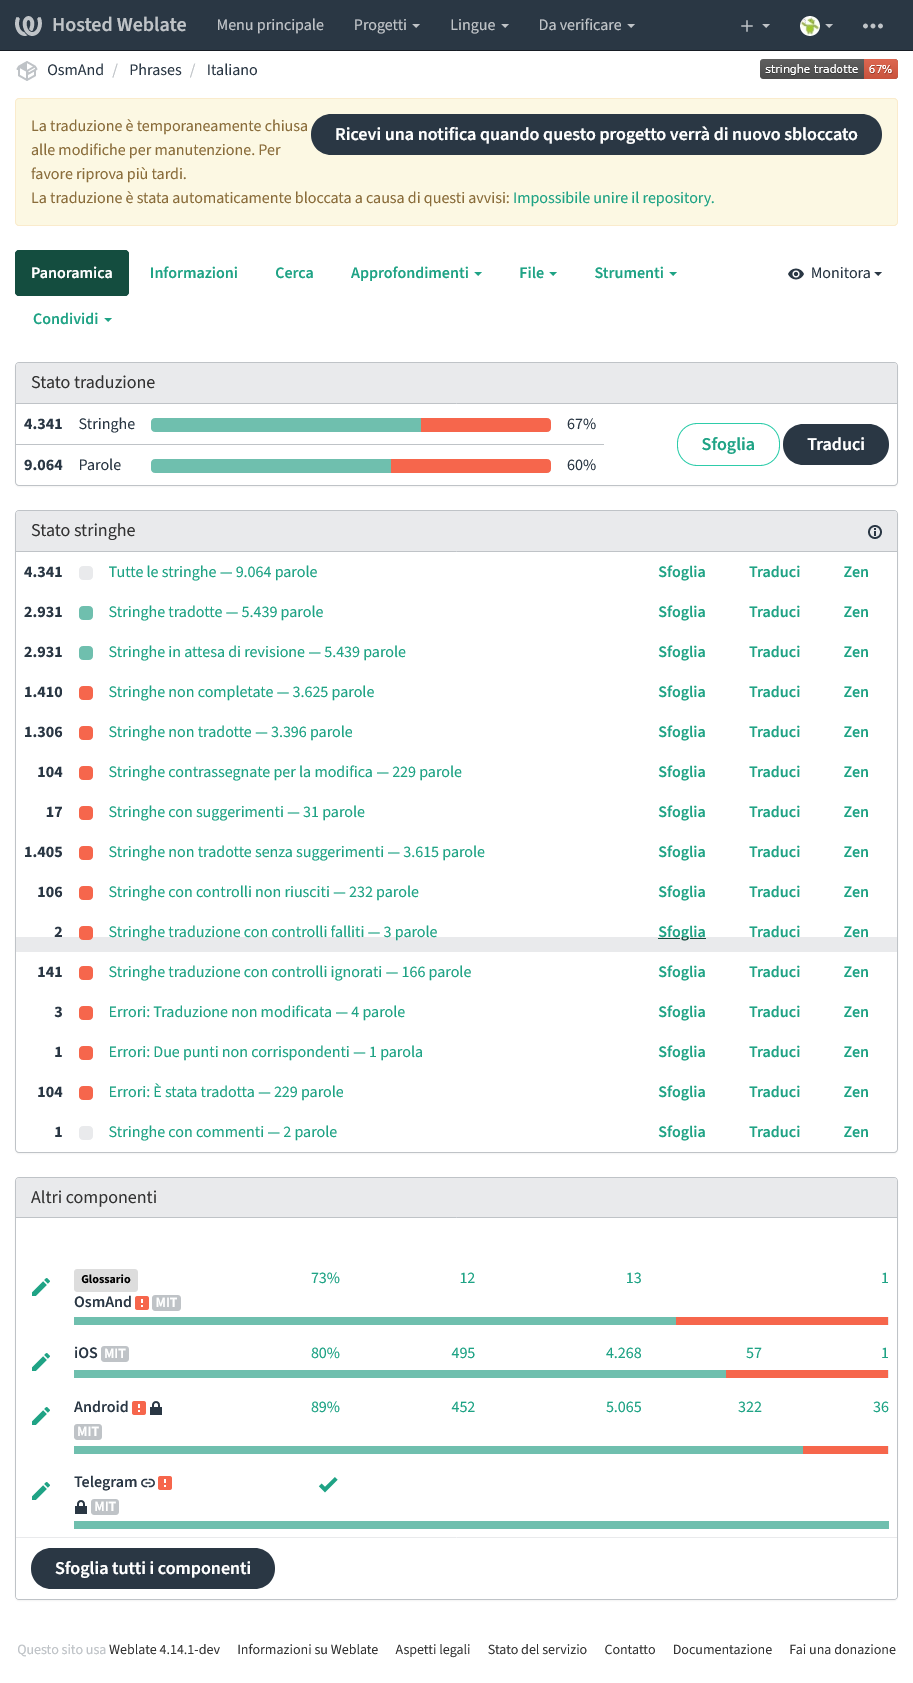 Hosted Weblate Menu principale Progetti Lingue Da verificare
OsmAnd / Phrases / Italiano stringhe tradotte 67%
La traduzione è temporaneamente chiusa
alle modifiche per manutenzione. Per
favore riprova più tardi.
Ricevi una notifica quando questo progetto verrà di nuovo sbloccato
La traduzione è stata automaticamente bloccata a causa di questi avvisi: Impossibile unire il repository.
Panoramica Informazioni Cerca Approfondimenti File Strumenti Monitora
Condividi
Stato traduzione
4.341 Stringhe 67%
9.064 Parole 60%
Sfoglia Traduci
Stato stringhe
4.341 Tutte le stringhe — 9.064 parole Sfoglia Traduci Zen
2.931 Stringhe tradotte — 5.439 parole Sfoglia Traduci Zen
2.931 Stringhe in attesa di revisione — 5.439 parole Sfoglia Traduci Zen
1.410 Stringhe non completate — 3.625 parole Sfoglia Traduci Zen
1.306 Stringhe non tradotte — 3.396 parole Sfoglia Traduci Zen
104 Stringhe contrassegnate per la modifica — 229 parole Sfoglia Traduci Zen
17 Stringhe con suggerimenti — 31 parole Sfoglia Traduci Zen
1.405 Stringhe non tradotte senza suggerimenti — 3.615 parole Sfoglia Traduci Zen
106 Stringhe con controlli non riusciti — 232 parole Sfoglia Traduci Zen
2 Stringhe traduzione con controlli falliti — 3 parole Sfoglia Traduci Zen
141 Stringhe traduzione con controlli ignorati — 166 parole Sfoglia Traduci Zen
3 Errori: Traduzione non modificata — 4 parole Sfoglia Traduci Zen
1 Errori: Due punti non corrispondenti — 1 parola Sfoglia Traduci Zen
104 Errori: È stata tradotta — 229 parole Sfoglia Traduci Zen
1 Stringhe con commenti — 2 parole Sfoglia Traduci Zen
Altri componenti
Glossario 73% 12 13 1
OsmAnd MIT
iOS MIT 80% 495 4.268 57 1
Android 89% 452 5.065 322 36
MIT
Telegram
MIT
Sfoglia tutti i componenti
Questo sito usa Weblate 4.14.1-dev Informazioni su Weblate Aspetti legali Stato del servizio Contatto Documentazione Fai una donazione